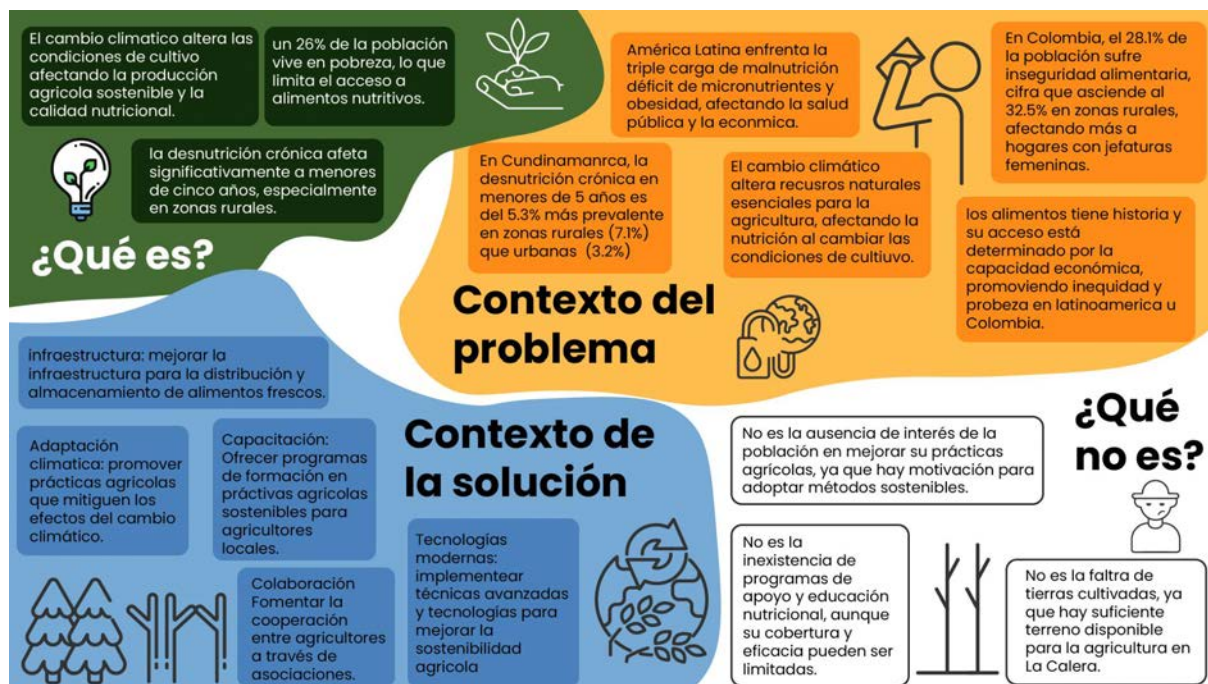 El cambio climatico altera las
condiciones de cultivo
afectando la producción
agrícola sostenible y la
calidad nutricional.
un 26% de la población
vive en pobreza, lo que
limita el acceso a
alimentos nutritivos.
la desnutrición crónica afeta
significativamente a menores
de cinco años, especialmente
en zonas rurales.
¿Qué es?
América Latina enfrenta la
triple carga de malnutrición
déficit de micronutrientes y
obesidad, afectando la salud
pública y la econmica.
En Colombia, el 28.1% de
la población sufre
inseguridad alimentaria,
cifra que asciende al
32.5% en zonas rurales,
afectando más a
hogares con jefaturas
femeninas.
En Cundinamanrca, la
desnutrición crónica en
menores de 5 años es
del 5.3% más prevalente
en zonas rurales (7.1%)
que urbanas (3.2%)
El cambio climático
altera recusros naturales
esenciales para la
agricultura, afectando la
nutrición al cambiar las
condiciones de cultiuvo.
los alimentos tiene historia y
su acceso está
determinado por la
capacidad económica,
promoviendo inequidad y
probeza en latinoamerica u
Colombia.
Contexto del
problema
infraestructura: mejorar la
infraestructura para la distribución y
almacenamiento de alimentos frescos.
Adaptación
climatica: promover
prácticas agrícolas
que mitiguen los
efectos del cambio
climático.
Capacitación:
Ofrecer programas
de formación en
práctivas agrícolas
sostenibles para
agricultores
locales.
Contexto de
la solución
Colaboración
Fomentar la
cooperación
entre agricultores
a través de
asociaciones.
Tecnologías
modernas:
implementear
técnicas avanzadas
y tecnologías para
mejorar la
sostenibilidad
agricola
¿Qué
no es?
No es la ausencia de interés de la
población en mejorar su prácticas
agrícolas, ya que hay motivación para
adoptar métodos sostenibles.
No es la
inexistencia de
programas de
apoyo y educación
nutricional, aunque
su cobertura y
eficacia pueden ser
limitadas.
No es la faltra de
tierras cultivadas, ya
que hay suficiente
terreno disponible
para la agricultura en
La Calera.